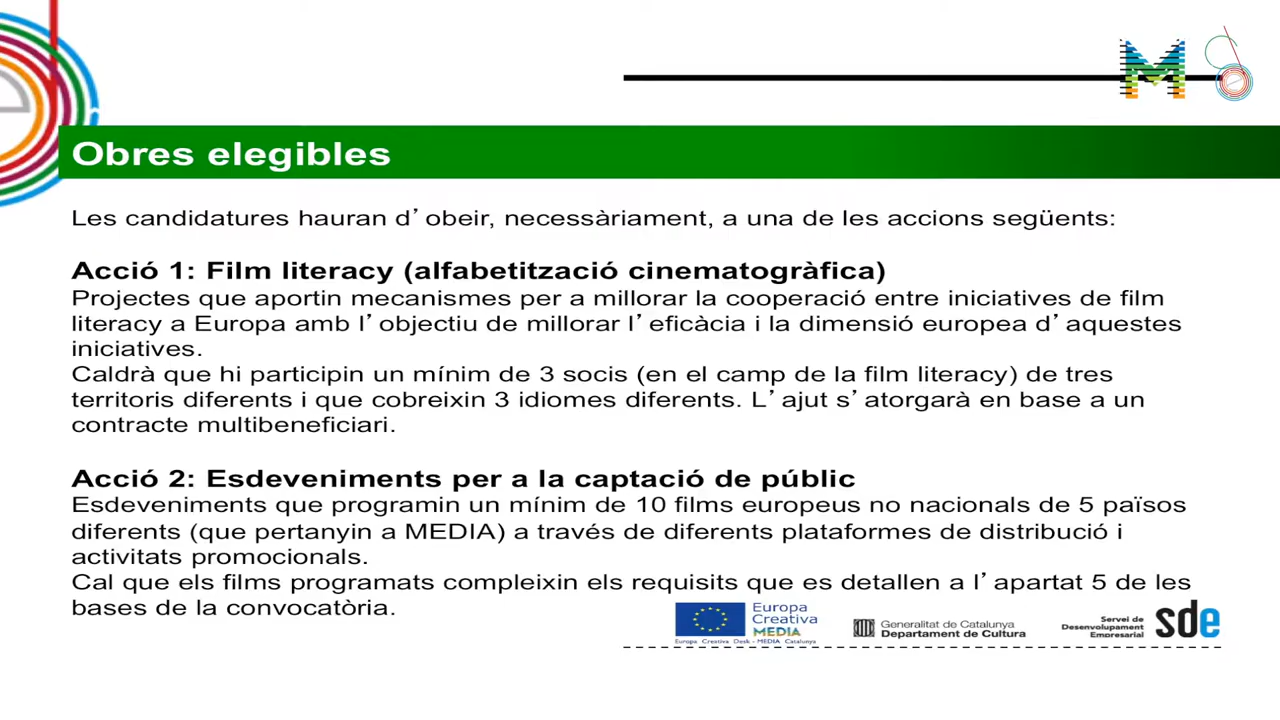 Obres elegibles
Les candidatures hauran d’obeir, necessàriament, a una de les accions següents:
Acció 1: Film literacy (alfabetització cinematogràfica)
Projectes que aportin mecanismes per a millorar la cooperació entre iniciatives de film
literacy a Europa amb l’objectiu de millorar l’eficàcia i la dimensió europea d’aquestes
iniciatives.
Caldrà que hi participin un mínim de 3 socis (en el camp de la film literacy) de tres
territoris diferents i que cobreixin 3 idiomes diferents. L’ajut s’atorgarà en base a un
contracte multibeneficiari.
Acció 2: Esdeveniments per a la captació de públic
Esdeveniments que programin un mínim de 10 films europeus no nacionals de 5 països
diferents (que pertanyin a MEDIA) a través de diferents plataformes de distribució i
activitats promocionals.
Cal que els films programats compleixin els requisits que es detallen a l’apartat 5 de les
bases de la convocatòria.
Europa
Creativa
MEDIA
Europa Creativa Desk - MEDIA Catalunya
Generalitat de Catalunya
Departament de Cultura
Servei de
Desenvolupament
Empresarial
sde